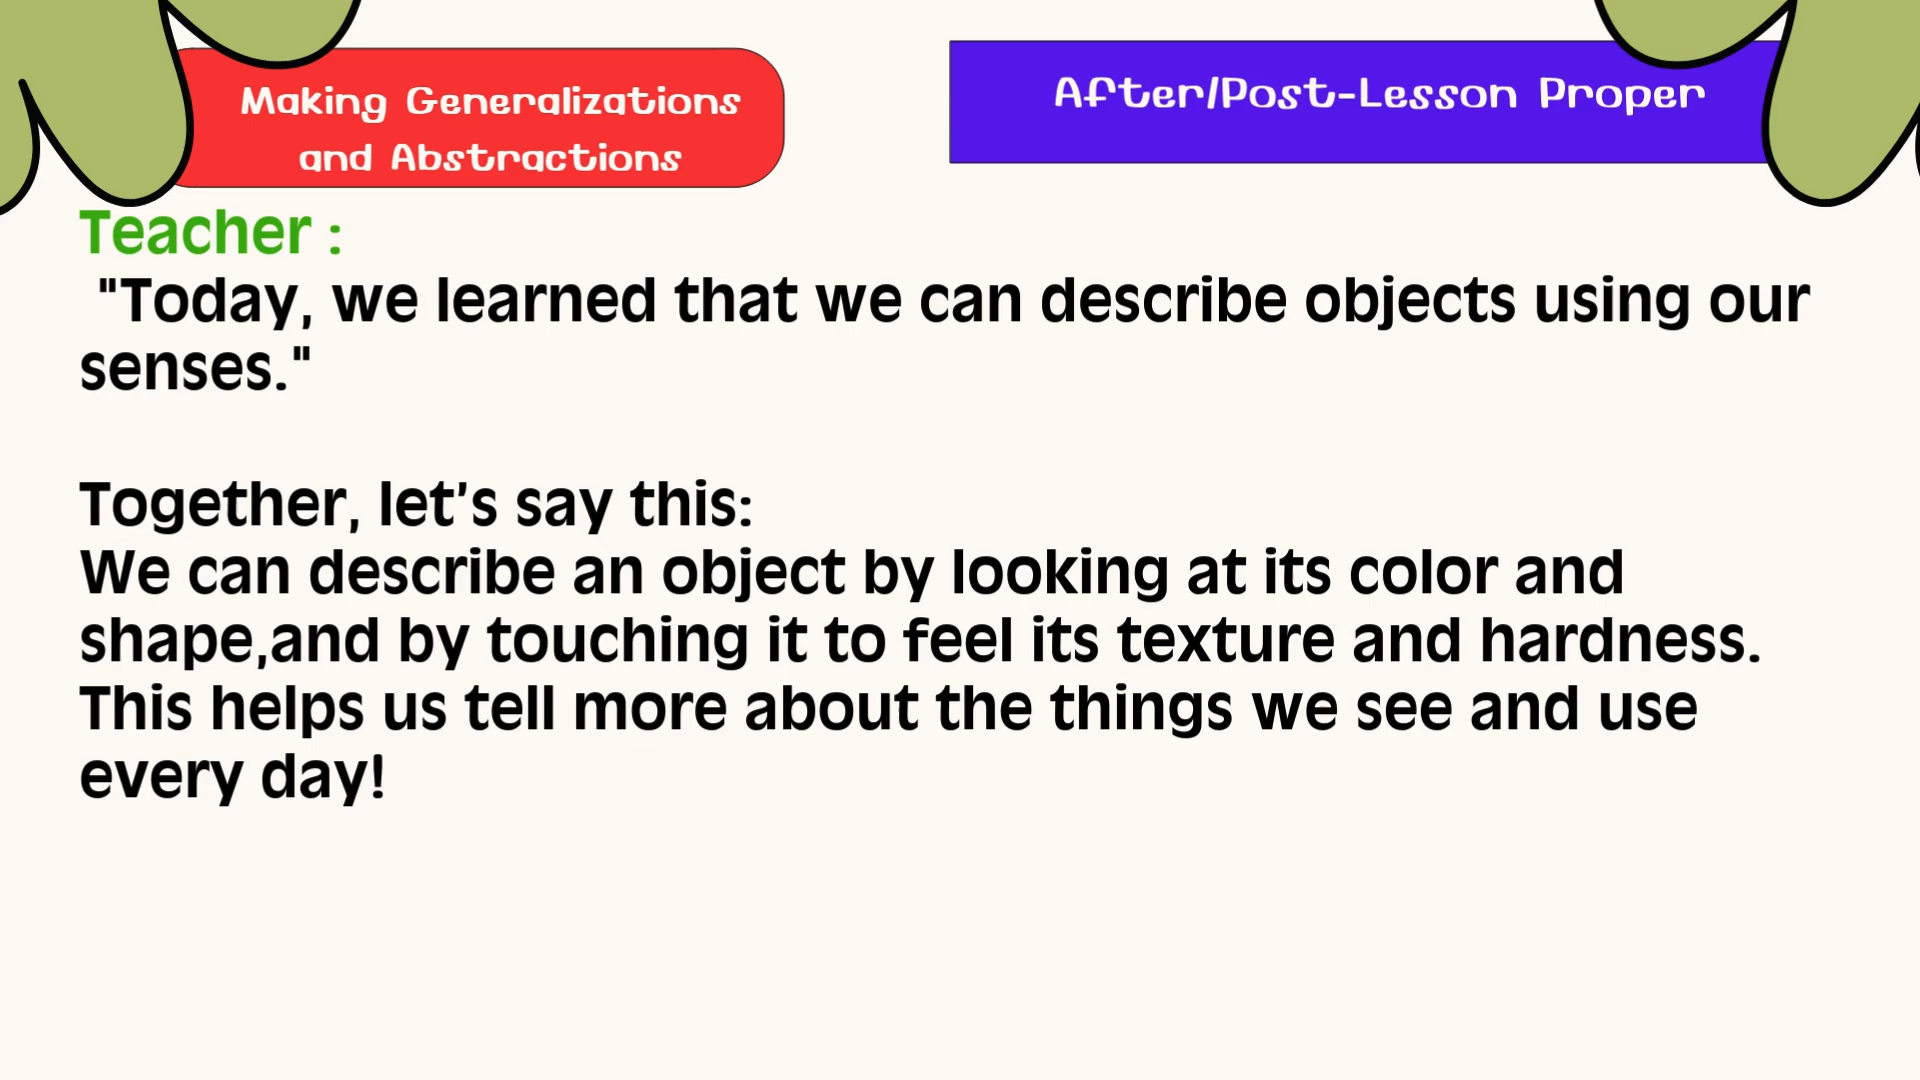 Making Generalizations
and Abstractions
After/Post-Lesson Proper
Teacher :
"Today, we learned that we can describe objects using our
senses."
Together, let’s say this:
We can describe an object by looking at its color and
shape,and by touching it to feel its texture and hardness.
This helps us tell more about the things we see and use
every day!